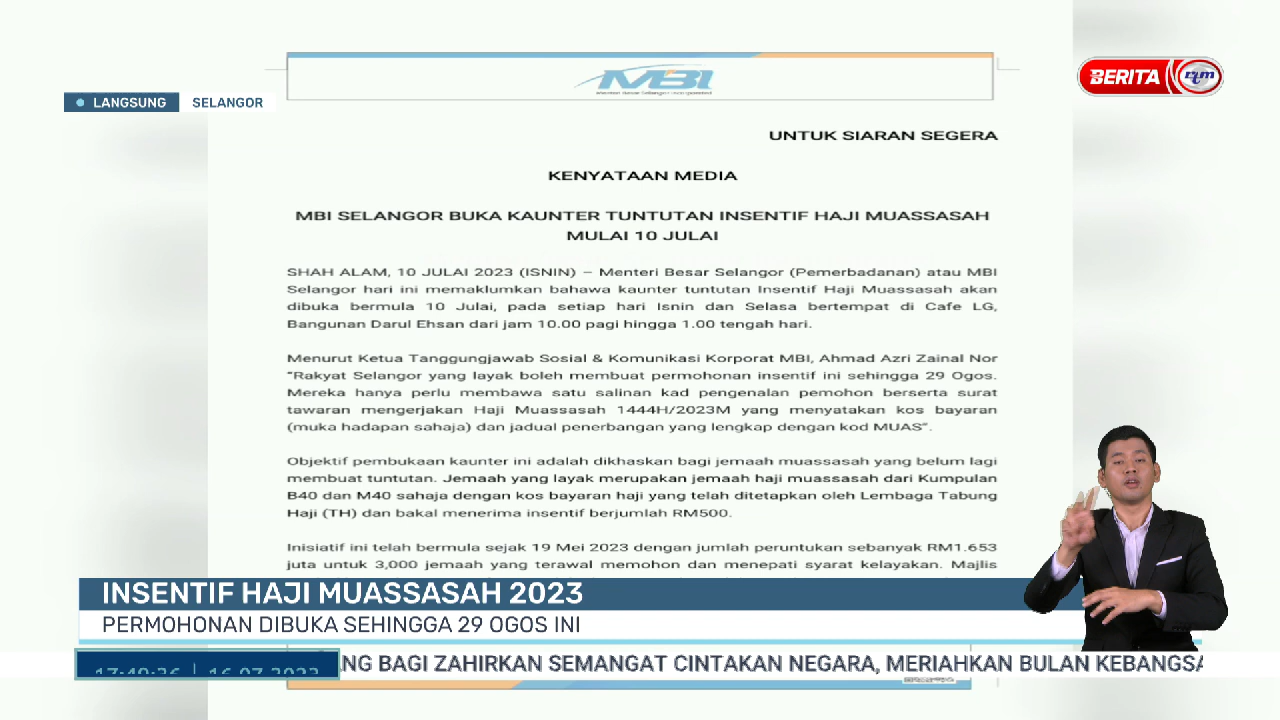 MBI
Menteri Besar Selangor (Incorporated)
BERITA rtm
LANGSUNG SELANGOR
UNTUK SIARAN SEGERA
KENYATAAN MEDIA
MBI SELANGOR BUKA KAUNTER TUNTUTAN INSENTIF HAJI MUASSASAH
MULAI 10 JULAI
SHAH ALAM, 10 JULAI 2023 (ISNIN) – Menteri Besar Selangor (Pemerbadanan) atau MBI
Selangor hari ini memaklumkan bahawa kaunter tuntutan Insentif Haji Muassasah akan
dibuka bermula 10 Julai, pada setiap hari Isnin dan Selasa bertempat di Cafe LG,
Bangunan Darul Ehsan dari jam 10.00 pagi hingga 1.00 tengah hari.
Menurut Ketua Tanggungjawab Sosial & Komunikasi Korporat MBI, Ahmad Azri Zainal Nor
“Rakyat Selangor yang layak boleh membuat permohonan insentif ini sehingga 29 Ogos.
Mereka hanya perlu membawa satu salinan kad pengenalan pemohon berserta surat
tawaran mengerjakan Haji Muassasah 1444H/2023M yang menyatakan kos bayaran
(muka hadapan sahaja) dan jadual penerbangan yang lengkap dengan kod MUAS”.
Objektif pembukaan kaunter ini adalah dikhaskan bagi jemaah muassasah yang belum lagi
membuat tuntutan. Jemaah yang layak merupakan jemaah haji muassasah dari Kumpulan
B40 dan M40 sahaja dengan kos bayaran haji yang telah ditetapkan oleh Lembaga Tabung
Haji (TH) dan bakal menerima insentif berjumlah RM500.
Inisiatif ini telah bermula sejak 19 Mei 2023 dengan jumlah peruntukan sebanyak RM1.653
juta untuk 3,000 jemaah yang terawal memohon dan menepati syarat kelayakan. Majlis
INSENTIF HAJI MUASSASAH 2023
PERMOHONAN DIBUKA SEHINGGA 29 OGOS INI
ANG BAGI ZAHIRKAN SEMANGAT CINTAKAN NEGARA, MERIAHKAN BULAN KEBANGSA